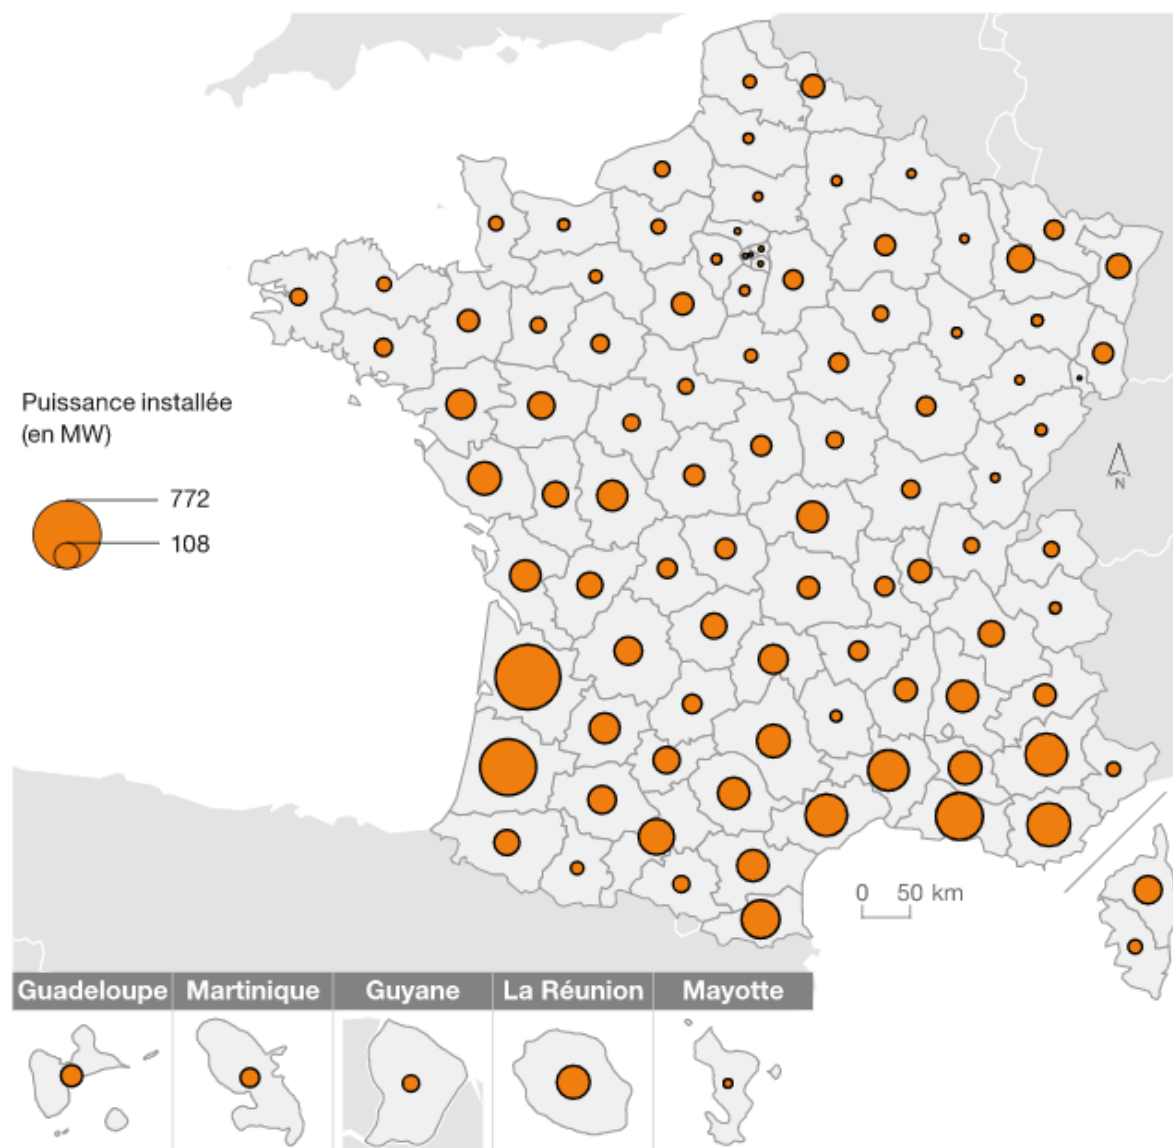 Puissance installée
(en MW)
772
108
N
0 50 km
Guadeloupe Martinique Guyane La Réunion Mayotte